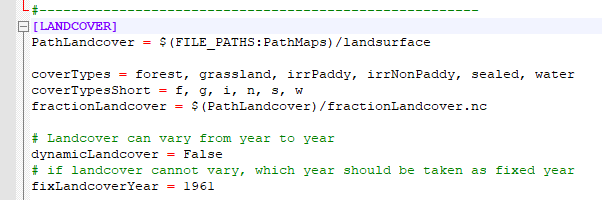 #-------------------------------------------------------
[LANDCOVER]
PathLandcover = $(FILE_PATHS:PathMaps)/landsurface
coverTypes = forest, grassland, irrPaddy, irrNonPaddy, sealed, water
coverTypesShort = f, g, i, n, s, w
fractionLandcover = $(PathLandcover)/fractionLandcover.nc
# Landcover can vary from year to year
dynamicLandcover = False
# if landcover cannot vary, which year should be taken as fixed year
fixLandcoverYear = 1961